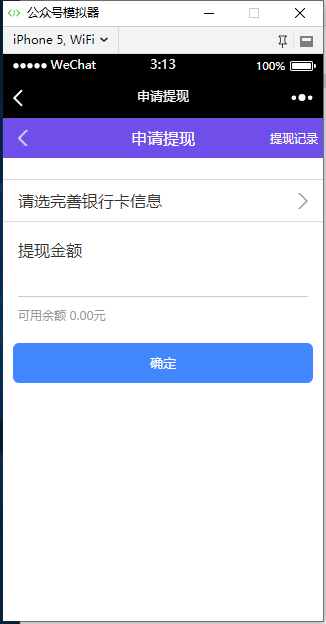 公众号模拟器
iPhone 5, WiFi
WeChat 3:13 100%
申请提现
申请提现 提现记录
请选完善银行卡信息
提现金额
可用余额 0.00元
确定